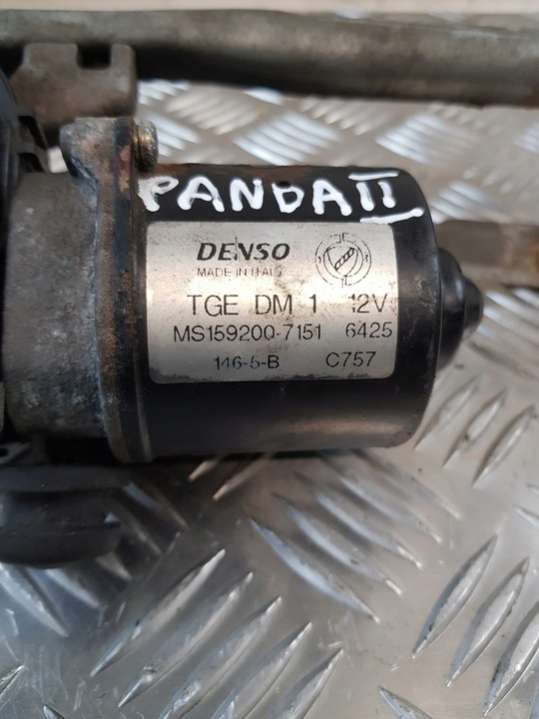 PANDA II
DENSO
MADE IN ITALY
TGE DM 1 12V
MS159200-7151 6425
146-5-B C757